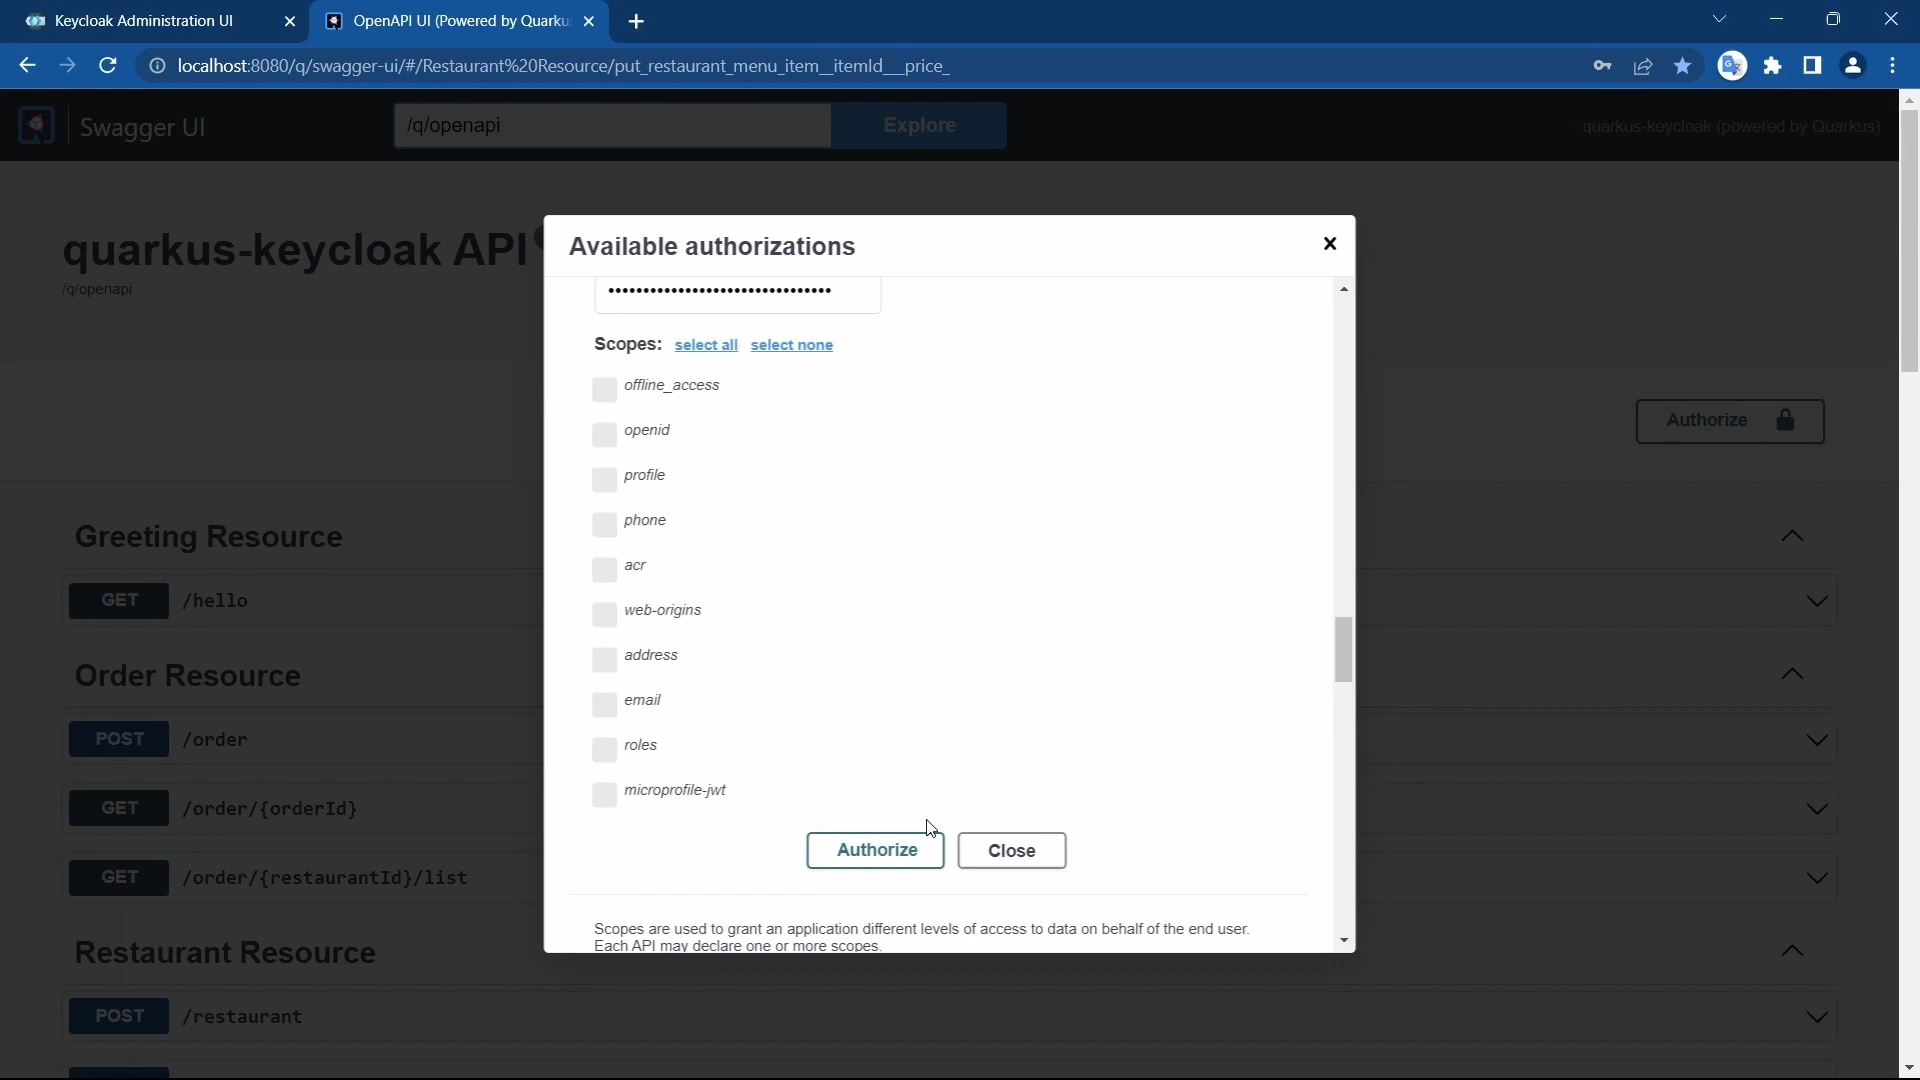 Keycloak Administration UI
OpenAPI UI (Powered by Quarku
localhost:8080/q/swagger-ui/#/Restaurant%20Resource/put_restaurant_menu_item__itemId__price_
Swagger UI
/q/openapi
Explore
quarkus-keycloak (powered by Quarkus)
quarkus-keycloak API
/q/openapi
Available authorizations
••••••••••••••••••••••••••••••••
Scopes: select all select none
offline_access
openid
profile
phone
acr
web-origins
address
email
roles
microprofile-jwt
Authorize
Close
Scopes are used to grant an application different levels of access to data on behalf of the end user.
Each API may declare one or more scopes.
Authorize
Greeting Resource
GET /hello
Order Resource
POST /order
GET /order/{orderId}
GET /order/{restaurantId}/list
Restaurant Resource
POST /restaurant